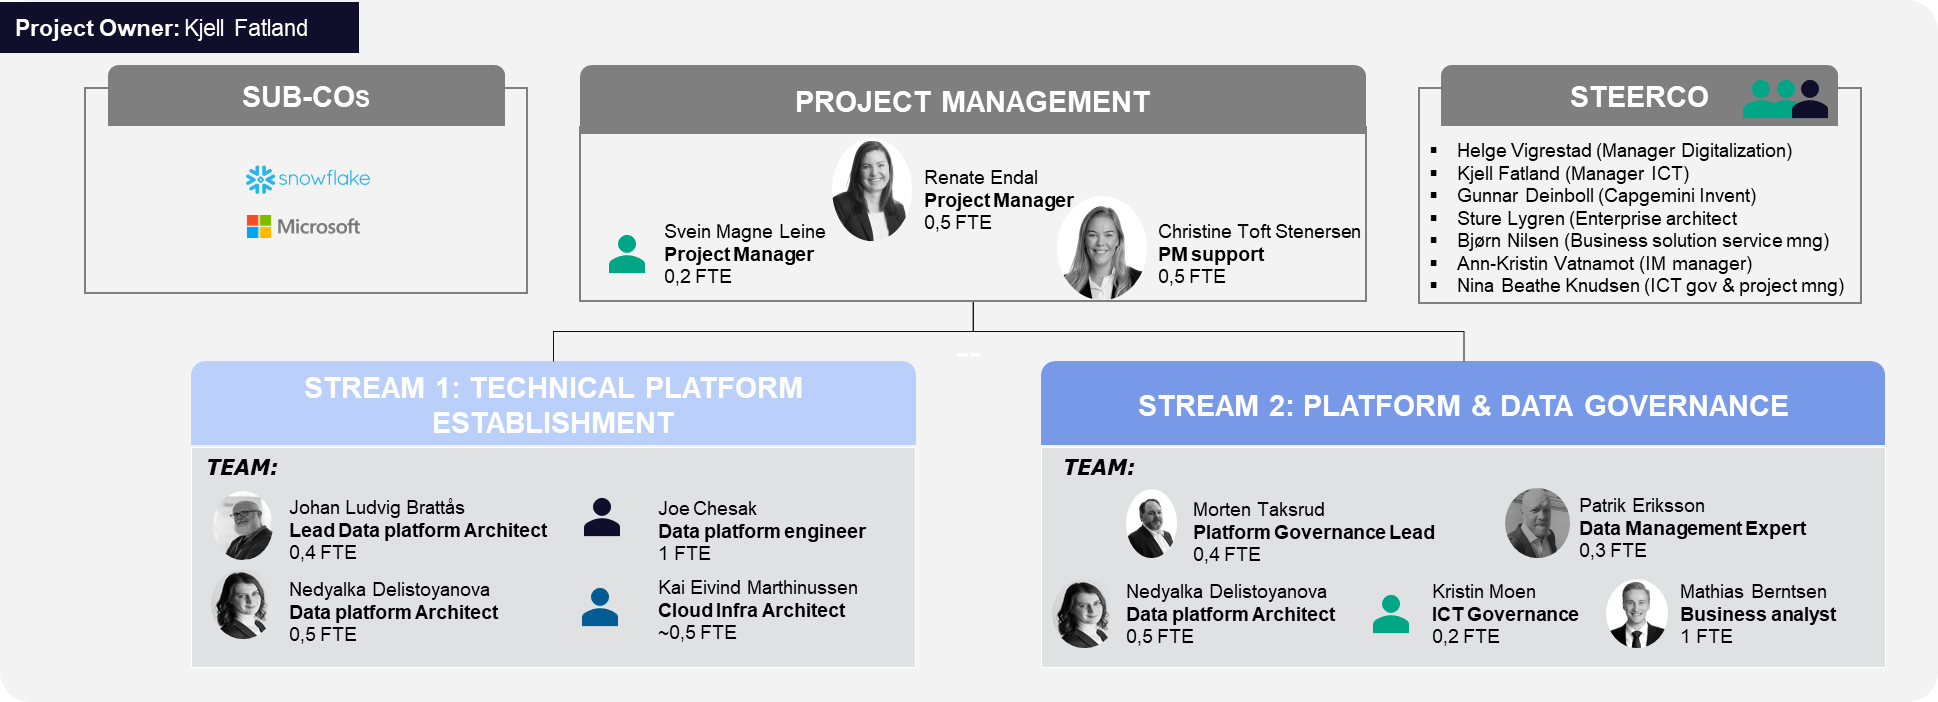 Project Owner: Kjell Fatland
SUB-COs
snowflake
Microsoft
PROJECT MANAGEMENT
Svein Magne Leine
Project Manager
0,2 FTE
Renate Endal
Project Manager
0,5 FTE
Christine Toft Stenersen
PM support
0,5 FTE
STEERCO
▪ Helge Vigrestad (Manager Digitalization)
▪ Kjell Fatland (Manager ICT)
▪ Gunnar Deinboll (Capgemini Invent)
▪ Sture Lygren (Enterprise architect
▪ Bjørn Nilsen (Business solution service mng)
▪ Ann-Kristin Vatnamot (IM manager)
▪ Nina Beathe Knudsen (ICT gov & project mng)
--
STREAM 1: TECHNICAL PLATFORM
ESTABLISHMENT
TEAM:
Johan Ludvig Brattås
Lead Data platform Architect
0,4 FTE
Joe Chesak
Data platform engineer
1 FTE
Nedyalka Delistoyanova
Data platform Architect
0,5 FTE
Kai Eivind Marthinussen
Cloud Infra Architect
~0,5 FTE
STREAM 2: PLATFORM & DATA GOVERNANCE
TEAM:
Morten Taksrud
Platform Governance Lead
0,4 FTE
Patrik Eriksson
Data Management Expert
0,3 FTE
Nedyalka Delistoyanova
Data platform Architect
0,5 FTE
Kristin Moen
ICT Governance
0,2 FTE
Mathias Berntsen
Business analyst
1 FTE